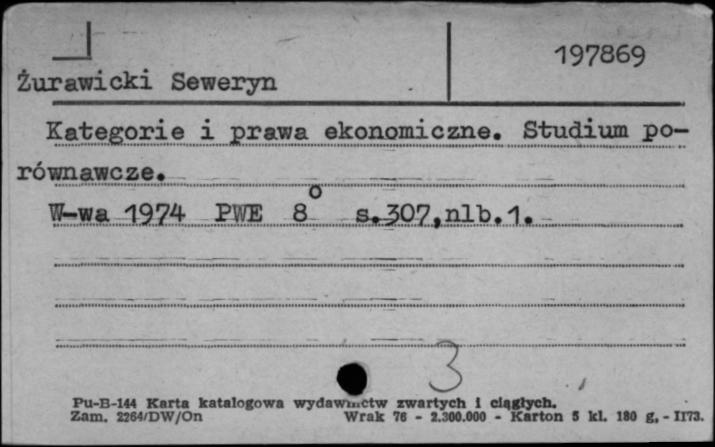 197869
Żurawicki Seweryn
Kategorie i prawa ekonomiczne. Studium po-
równawcze.
W-wa 1974 PWE 8° s.307,nlb.1.
3
Pu-B-144 Karta katalogowa wydawnictw zwartych i ciągłych.
Zam. 2264/DW/On Wrak 76 - 2.300.000 - Karton 5 kl. 180 g. - II73.